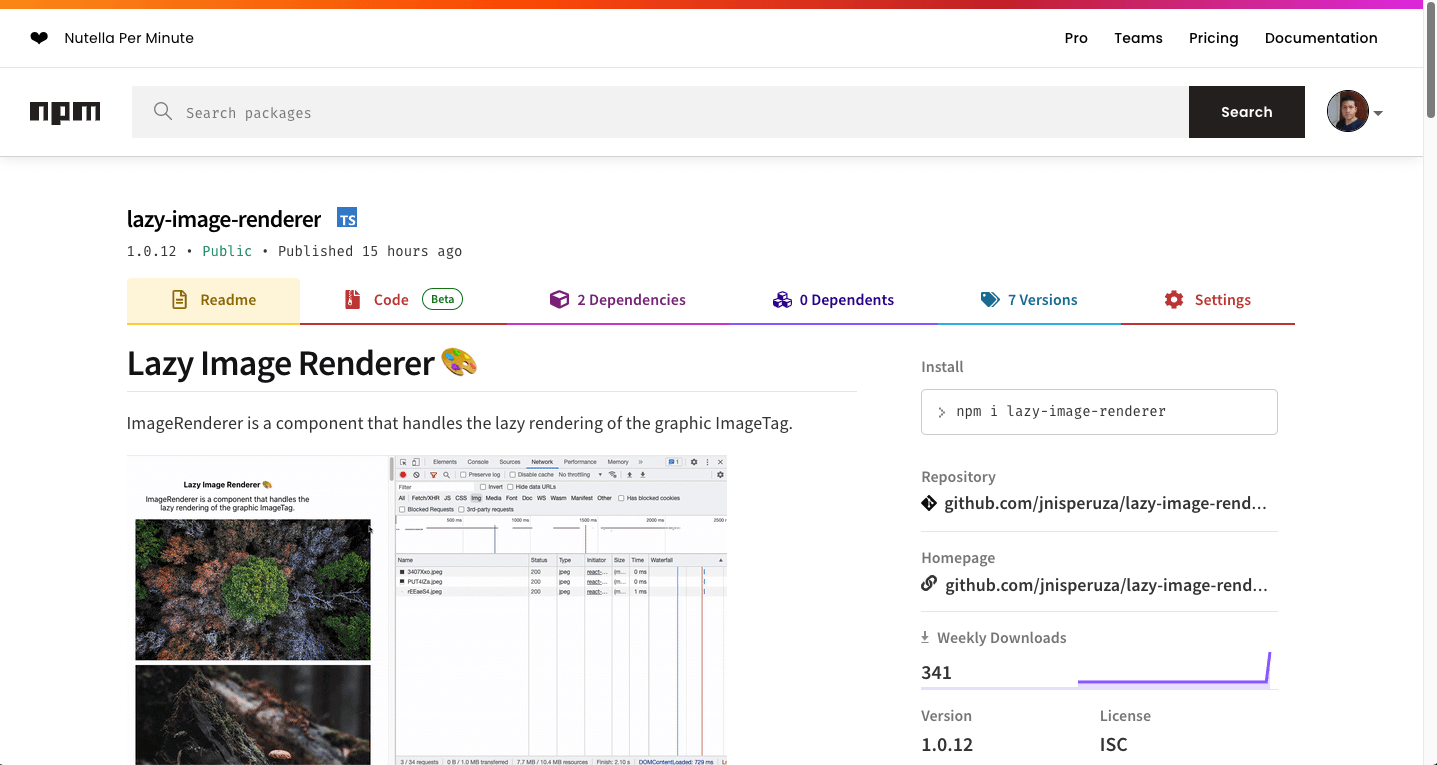 ❤ Nutella Per Minute Pro Teams Pricing Documentation
npm Search packages Search
lazy-image-renderer TS
1.0.12 • Public • Published 15 hours ago
Readme Code Beta 2 Dependencies 0 Dependents 7 Versions Settings
Lazy Image Renderer 🎨
ImageRenderer is a component that handles the lazy rendering of the graphic ImageTag.
Lazy Image Renderer 🎨
ImageRenderer is a component that handles the
lazy rendering of the graphic ImageTag.
Elements Console Sources Network Performance Memory » 1
Preserve log Disable cache No throttling
Filter Invert Hide data URLs
All Fetch/XHR JS CSS Img Media Font Doc WS Wasm Manifest Other Has blocked cookies
Blocked Requests 3rd-party requests
500 ms 1000 ms 1500 ms 2000 ms 2500
Name Status Type Initiator Size Time Waterfall
3407Xxo.jpeg 200 jpeg react-... (m... 0 ms
PUT4IZa.jpeg 200 jpeg react-... (m... 0 ms
rEEaeS4.jpeg 200 jpeg react-... (m... 1 ms
3 / 34 requests 0 B / 1.0 MB transferred 7.7 MB / 10.4 MB resources Finish: 2.10 s DOMContentLoaded: 729 ms
Install
> npm i lazy-image-renderer
Repository
github.com/jnisperuza/lazy-image-rend...
Homepage
github.com/jnisperuza/lazy-image-rend...
Weekly Downloads
341
Version License
1.0.12 ISC